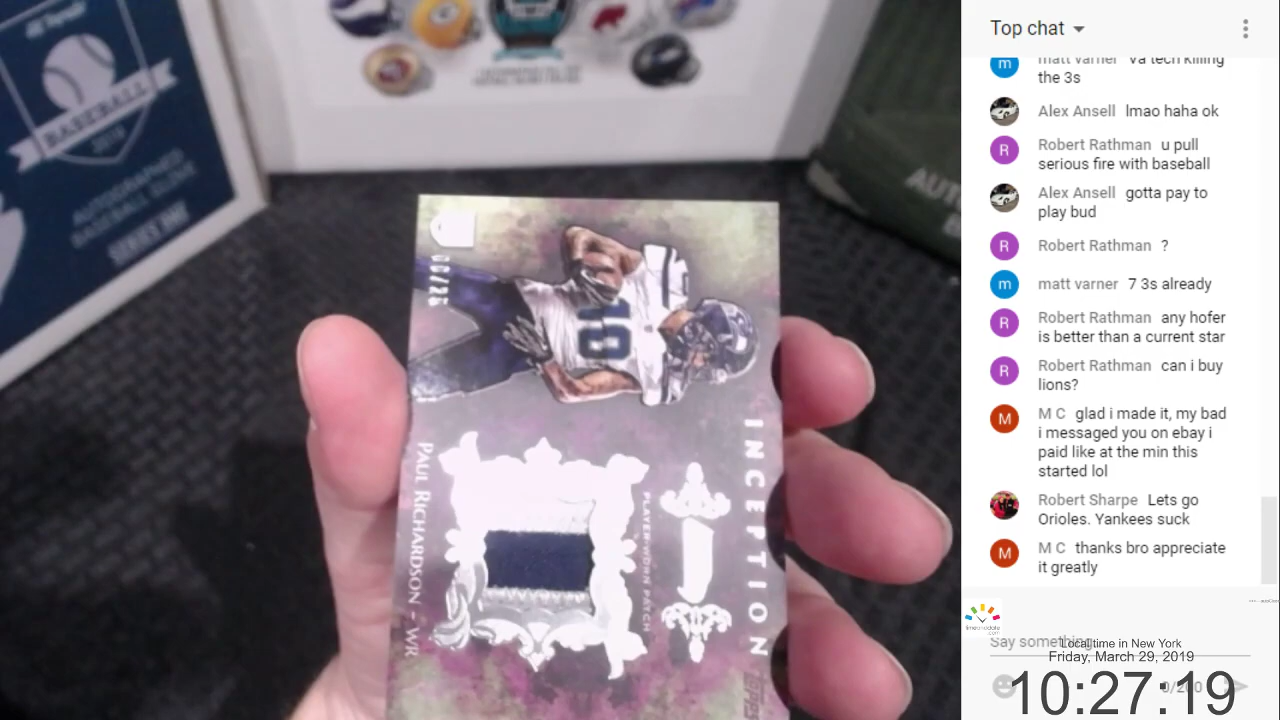 BASEBALL
AUTOGRAPHED
INCEPTION
PLAYER-WORN PATCH
PAUL RICHARDSON - WR
Top chat
matt varner va tech killing
the 3s
Alex Ansell lmao haha ok
Robert Rathman u pull
serious fire with baseball
Alex Ansell gotta pay to
play bud
Robert Rathman ?
matt varner 7 3s already
Robert Rathman any hofer
is better than a current star
Robert Rathman can i buy
lions?
M C glad i made it, my bad
i messaged you on ebay i
paid like at the min this
started lol
Robert Sharpe Lets go
Orioles. Yankees suck
M C thanks bro appreciate
it greatly
Say something...
Local time in New York
Friday, March 29, 2019
0/200
10:27:19